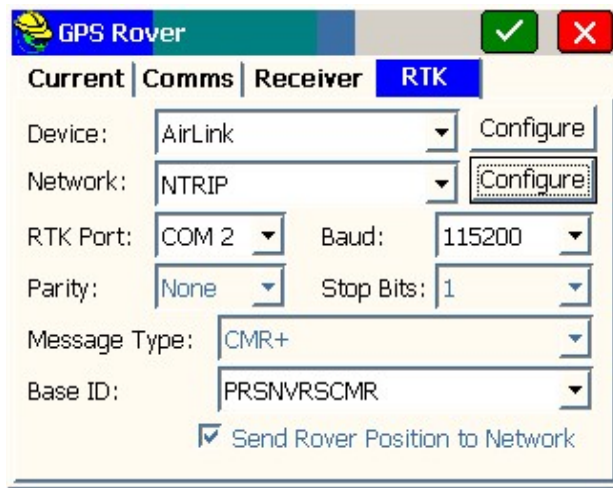 GPS Rover
Current Comms Receiver RTK
Device: AirLink Configure
Network: NTRIP Configure
RTK Port: COM 2 Baud: 115200
Parity: None Stop Bits: 1
Message Type: CMR+
Base ID: PRSNVRSCMR
Send Rover Position to Network